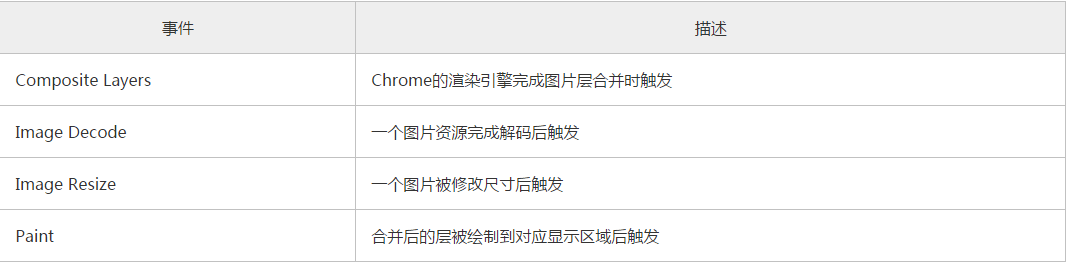 事件 描述
Composite Layers Chrome的渲染引擎完成图片层合并时触发
Image Decode 一个图片资源完成解码后触发
Image Resize 一个图片被修改尺寸后触发
Paint 合并后的层被绘制到对应显示区域后触发